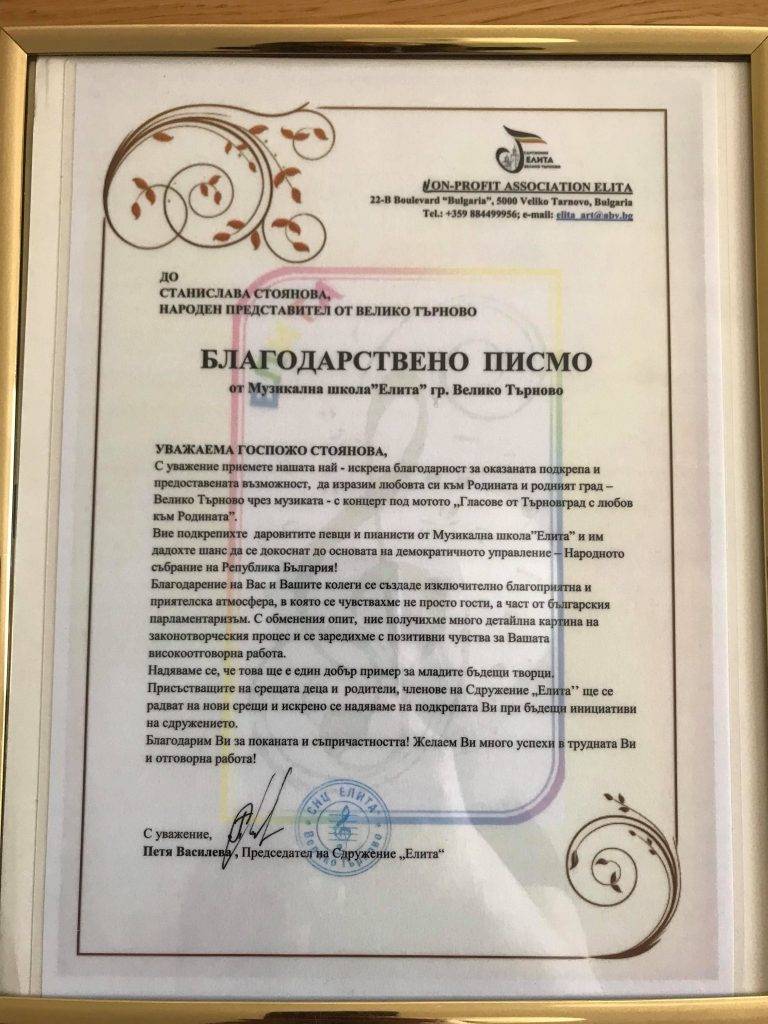 СДРУЖЕНИЕ
ЕЛИТА
ВЕЛИКО ТЪРНОВО
NON-PROFIT ASSOCIATION ELITA
22-B Boulevard “Bulgaria”, 5000 Veliko Tarnovo, Bulgaria
Tel.: +359 884499956; e-mail: elita_art@abv.bg
ДО
СТАНИСЛАВА СТОЯНОВА,
НАРОДЕН ПРЕДСТАВИТЕЛ ОТ ВЕЛИКО ТЪРНОВО
БЛАГОДАРСТВЕНО ПИСМО
от Музикална школа”Елита” гр. Велико Търново
УВАЖАЕМА ГОСПОЖО СТОЯНОВА,
С уважение приемете нашата най - искрена благодарност за оказаната подкрепа и
предоставената възможност, да изразим любовта си към Родината и родният град –
Велико Търново чрез музиката - с концерт под мотото „Гласове от Търновград с любов
към Родината”.
Вие подкрепихте даровитите певци и пианисти от Музикална школа”Елита” и им
дадохте шанс да се докоснат до основата на демократичното управление – Народното
събрание на Република България!
Благодарение на Вас и Вашите колеги се създаде изключително благоприятна и
приятелска атмосфера, в която се чувствахме не просто гости, а част от българския
парламентаризъм. С обменения опит, ние получихме много детайлна картина на
законотворческия процес и се заредихме с позитивни чувства за Вашата
високоотговорна работа.
Надяваме се, че това ще е един добър пример за младите бъдещи творци.
Присъстващите на срещата деца и родители, членове на Сдружение „Елита’’ ще се
радват на нови срещи и искрено се надяваме на подкрепата Ви при бъдещи инициативи
на сдружението.
Благодарим Ви за поканата и съпричастността! Желаем Ви много успехи в трудната Ви
и отговорна работа!
СНЦ "ЕЛИТА"
Велико Търново
С уважение,
Петя Василева , Председател на Сдружение „Елита“